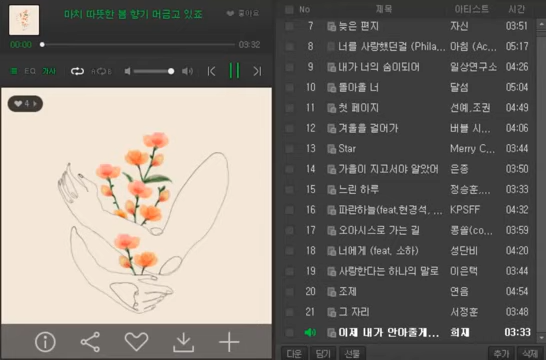 마치 따뜻한 봄 향기 머금고 있죠
좋아요
00:00
03:32
EQ 가사
4
No 제목 아티스트 시간
7 늦은 편지 자산 03:51
8 너를 사랑했던걸 (Phila... 아침 (Ac... 05:17
9 내가 너의 숨이되어 일상연구소 04:26
10 돌아올 너 달섬 05:04
11 첫 페이지 선예,조권 04:49
12 겨울을 걸어가 버블 시... 04:06
13 Star Merry C... 03:44
14 가을이 지고서야 알았어 은종 03:50
15 느린 하루 정승훈,... 03:33
16 파란하늘(feat,현경석, ... KPSFF 04:32
17 오아시스로 가는 길 콩쏠(co... 03:59
18 너에게 (feat, 소하) 성단비 04:20
19 사랑한다는 하나의 말로 이은택 03:44
20 조제 연음 04:54
21 그 자리 서정훈 03:48
이제 내가 안아줄게... 희재 03:33
다운 담기 선물 추가 삭제